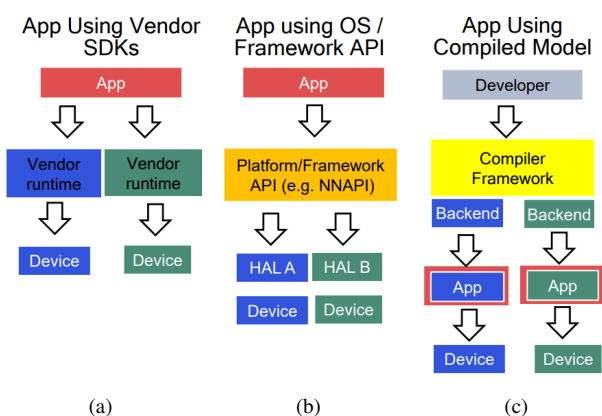 App Using Vendor
SDKs
App
Vendor
runtime
Vendor
runtime
Device
Device
(a)
App using OS /
Framework API
App
Platform/Framework
API (e.g. NNAPI)
HAL A
HAL B
Device
Device
(b)
App Using
Compiled Model
Developer
Compiler
Framework
Backend
Backend
App
App
Device
Device
(c)